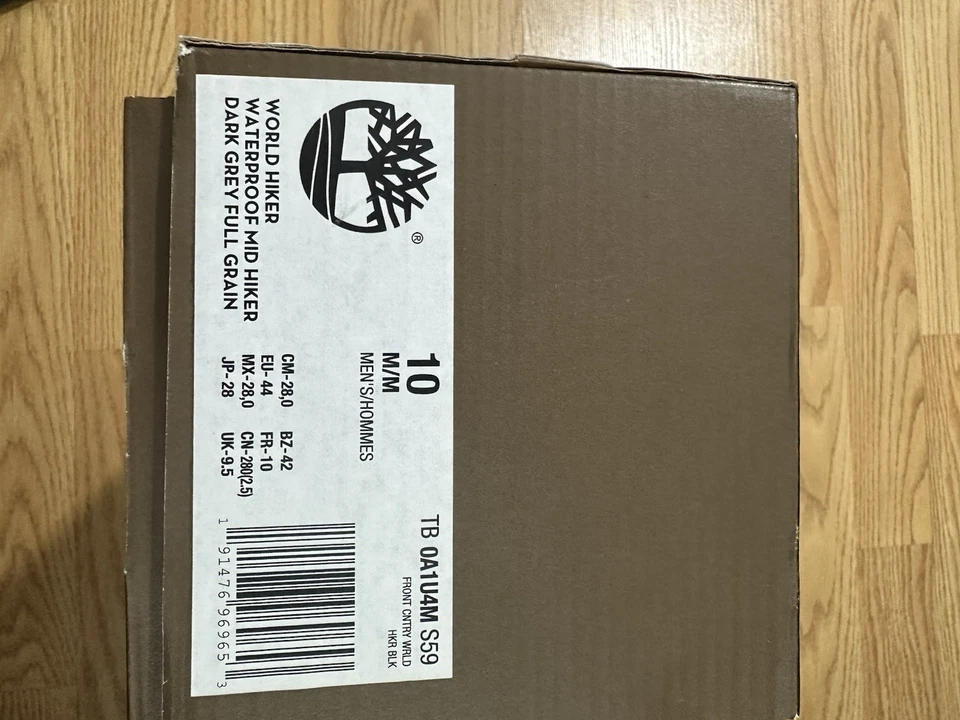 ®
WORLD HIKER
WATERPROOF MID HIKER
DARK GREY FULL GRAIN
10
M/M
MEN'S/HOMMES
CM-28,0 BZ-42
EU-44 FR-10
MX-28,0 CN-280(2.5)
JP-28 UK-9.5
TB 0A1U4M S59
FRONT CNTRY WRLD
HKR BLK
1 91476 96965 3